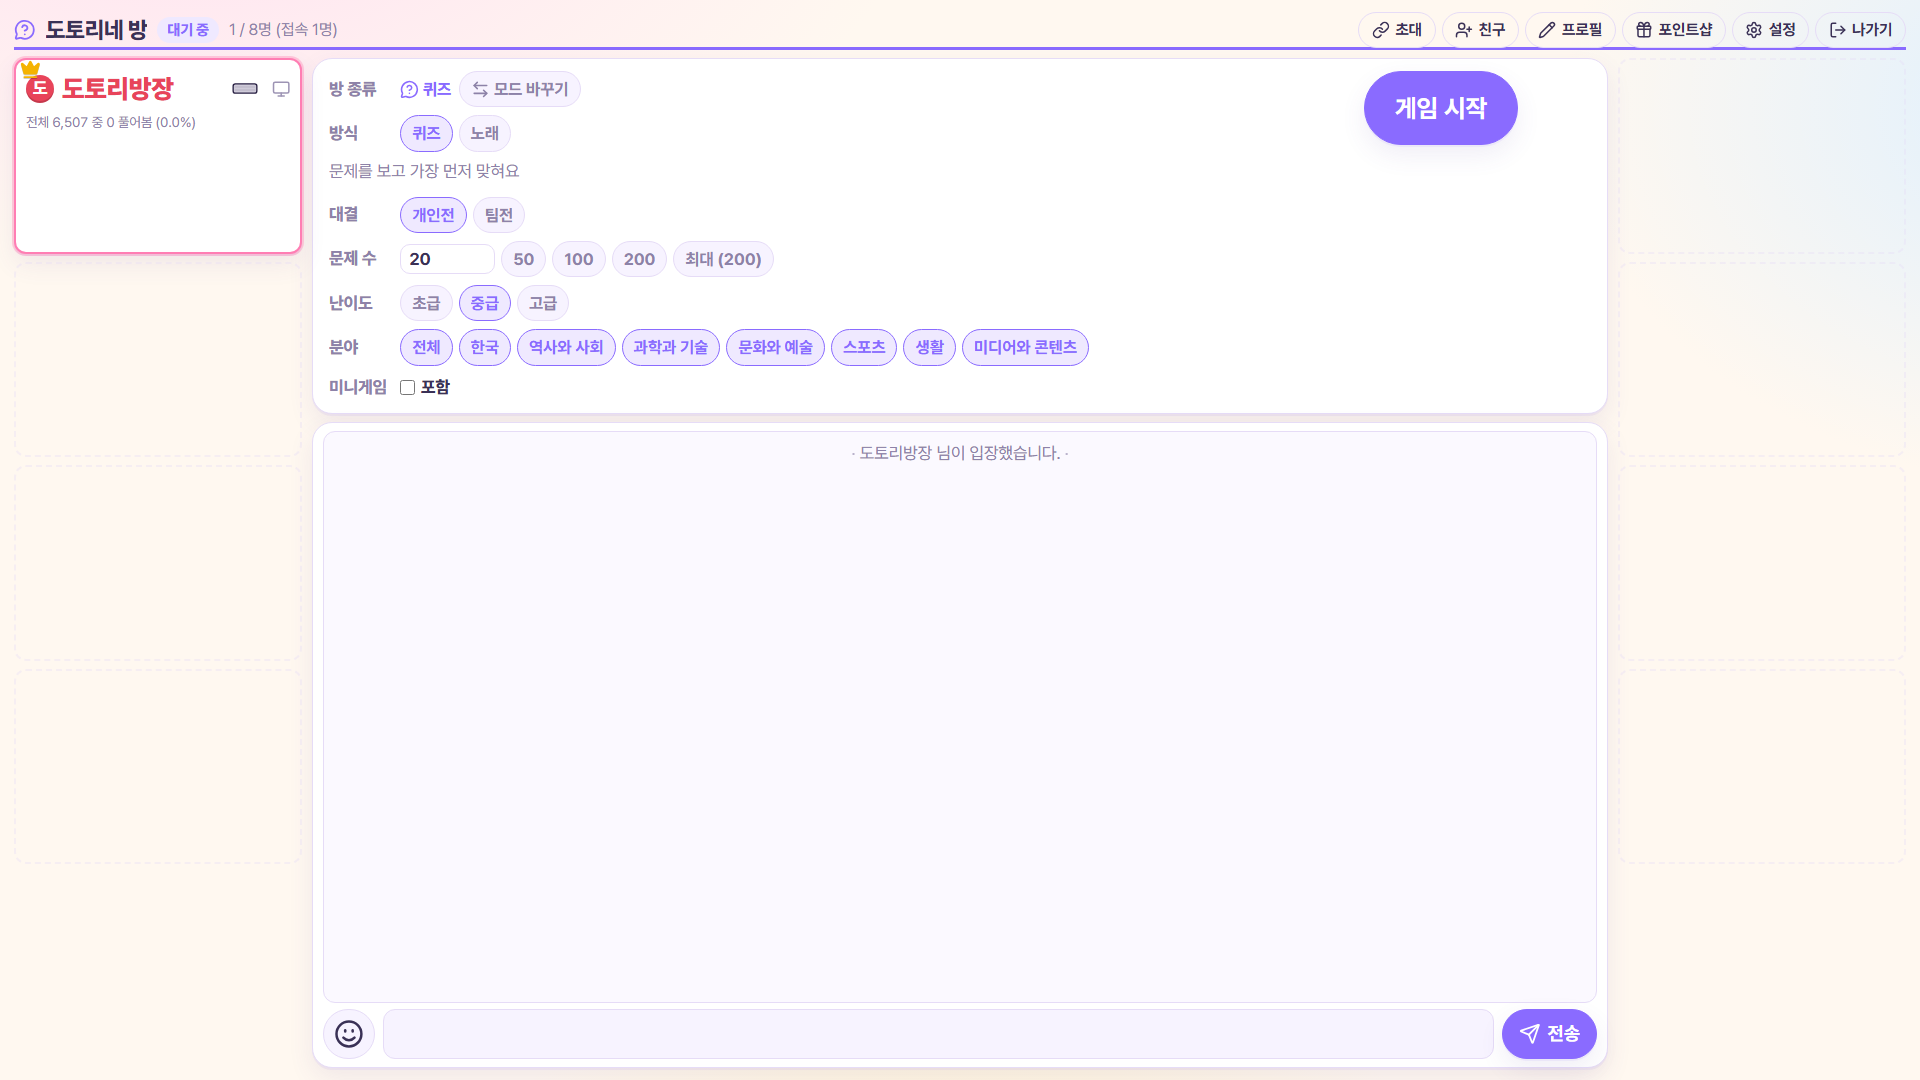 도토리네 방 대기 중 1 / 8명 (접속 1명) 초대 친구 프로필 포인트샵 설정 나가기
도 도토리방장
전체 6,507 중 0 풀어봄 (0.0%)
방 종류 퀴즈 모드 바꾸기
게임 시작
방식 퀴즈 노래
문제를 보고 가장 먼저 맞혀요
대결 개인전 팀전
문제 수 20 50 100 200 최대 (200)
난이도 초급 중급 고급
분야 전체 한국 역사와 사회 과학과 기술 문화와 예술 스포츠 생활 미디어와 콘텐츠
미니게임 포함
· 도토리방장 님이 입장했습니다. ·
전송